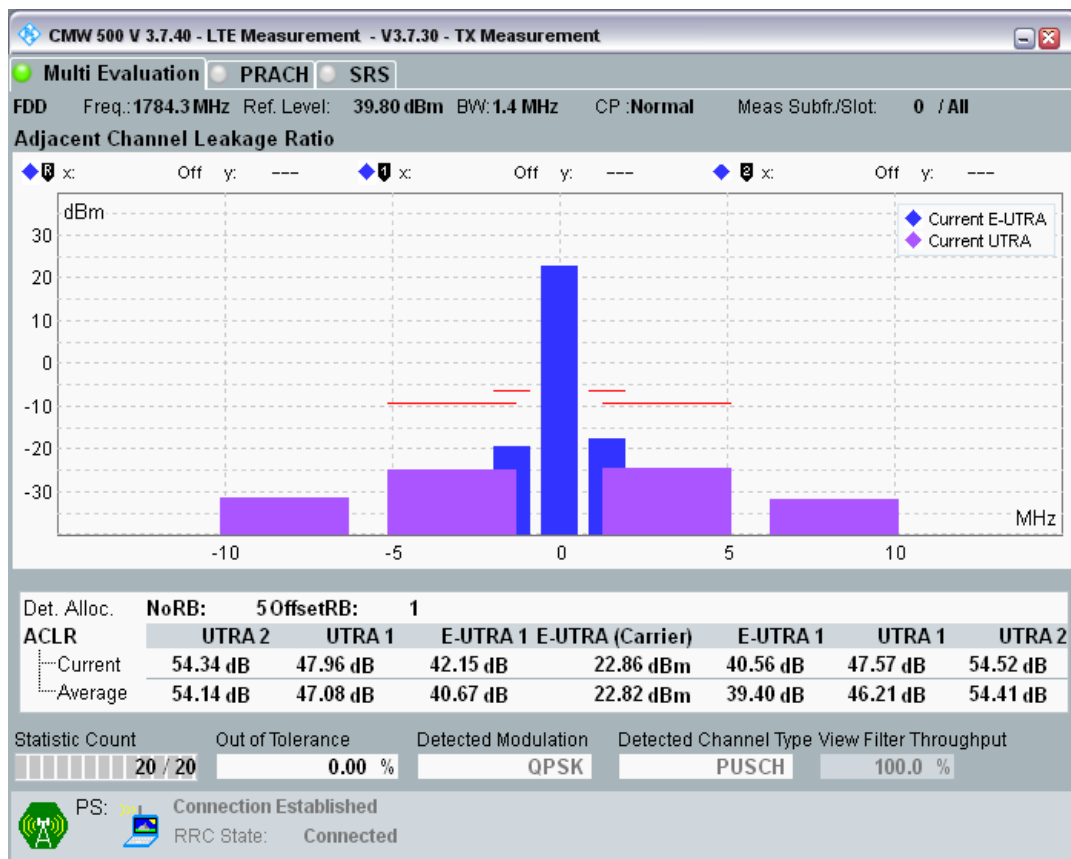 CMW 500 V 3.7.40 - LTE Measurement - V3.7.30 - TX Measurement
Multi Evaluation PRACH SRS
FDD Freq.: 1784.3 MHz Ref. Level: 39.80 dBm BW: 1.4 MHz CP :Normal Meas Subfr./Slot: 0 / All
Adjacent Channel Leakage Ratio
R x: Off y: --- 1 x: Off y: --- 2 x: Off y: ---
dBm
Current E-UTRA
Current UTRA
30
20
10
0
-10
-20
-30
MHz
-10 -5 0 5 10
Det. Alloc. NoRB: 5 OffsetRB: 1
ACLR UTRA 2 UTRA 1 E-UTRA 1 E-UTRA (Carrier) E-UTRA 1 UTRA 1 UTRA 2
Current 54.34 dB 47.96 dB 42.15 dB 22.86 dBm 40.56 dB 47.57 dB 54.52 dB
Average 54.14 dB 47.08 dB 40.67 dB 22.82 dBm 39.40 dB 46.21 dB 54.41 dB
Statistic Count Out of Tolerance Detected Modulation Detected Channel Type View Filter Throughput
20 / 20 0.00 % QPSK PUSCH 100.0 %
PS: Connection Established
RRC State: Connected